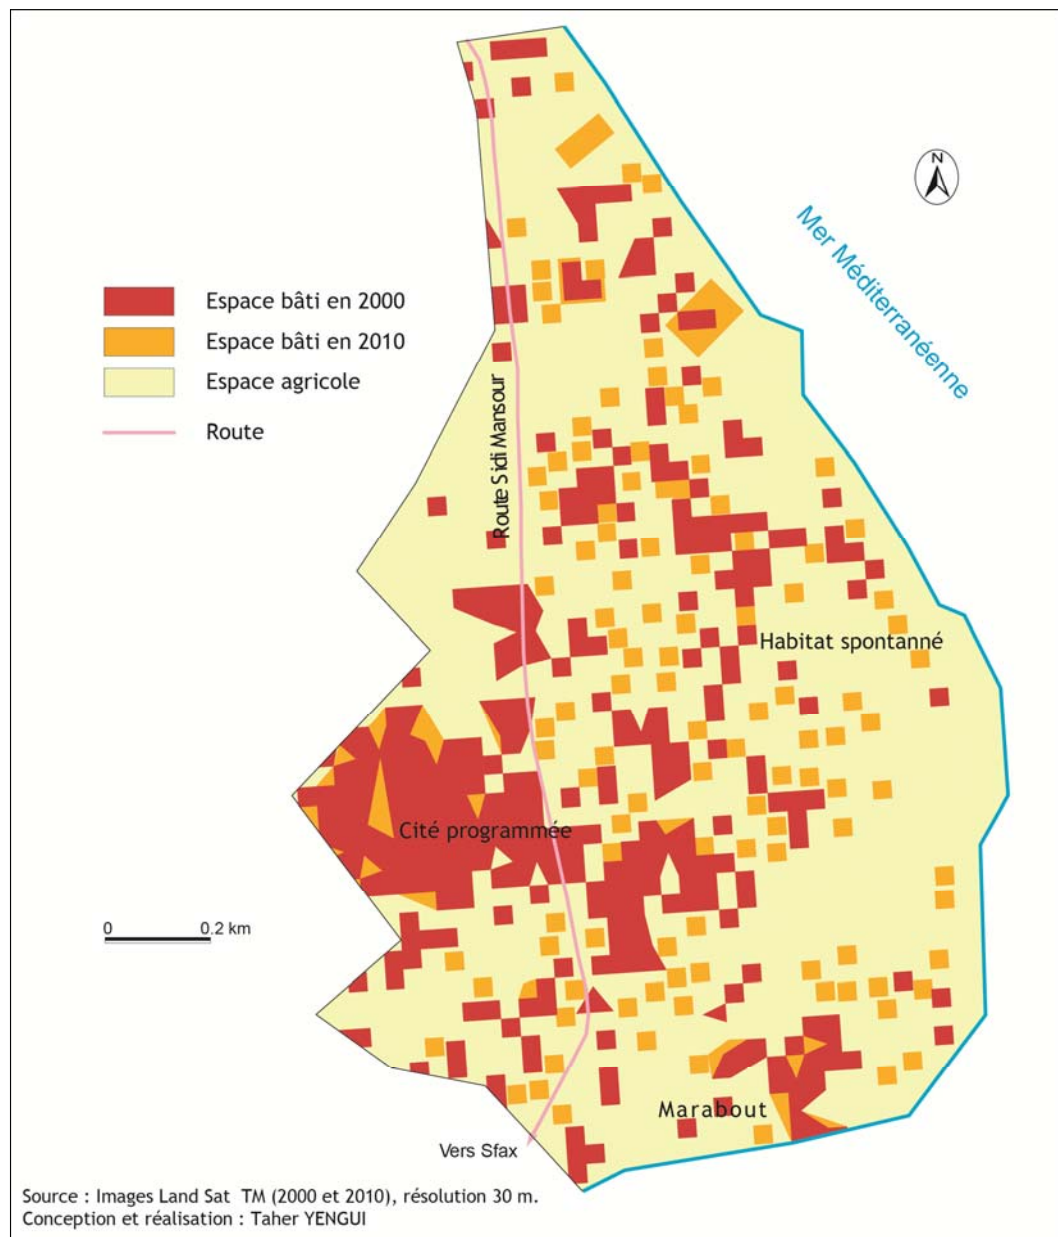 N
Mer Méditerranéenne
Espace bâti en 2000
Espace bâti en 2010
Espace agricole
Route
Route Sidi Mansour
Habitat spontanné
Cité programmée
0 0.2 km
Marabout
Vers Sfax
Source : Images Land Sat TM (2000 et 2010), résolution 30 m.
Conception et réalisation : Taher YENGUI